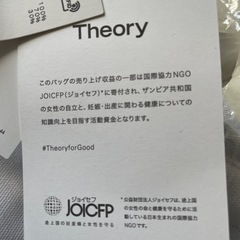 Theory
このバッグの売り上げ収益の一部は国際協力NGO
JOICFP（ジョイセフ）*に寄付され、ザンビア共和国
の女性の自立と、妊娠・出産に関わる健康についての
知識向上を目指す活動資金となります。
#TheoryforGood
ジョイセフ
JOICFP
途上国の妊産婦と女性を守る
*公益財団法人ジョイセフは、途上国
の女性の命と健康を守るために活
動している日本生まれの国際協力
NGOです。
100%
70%
30%